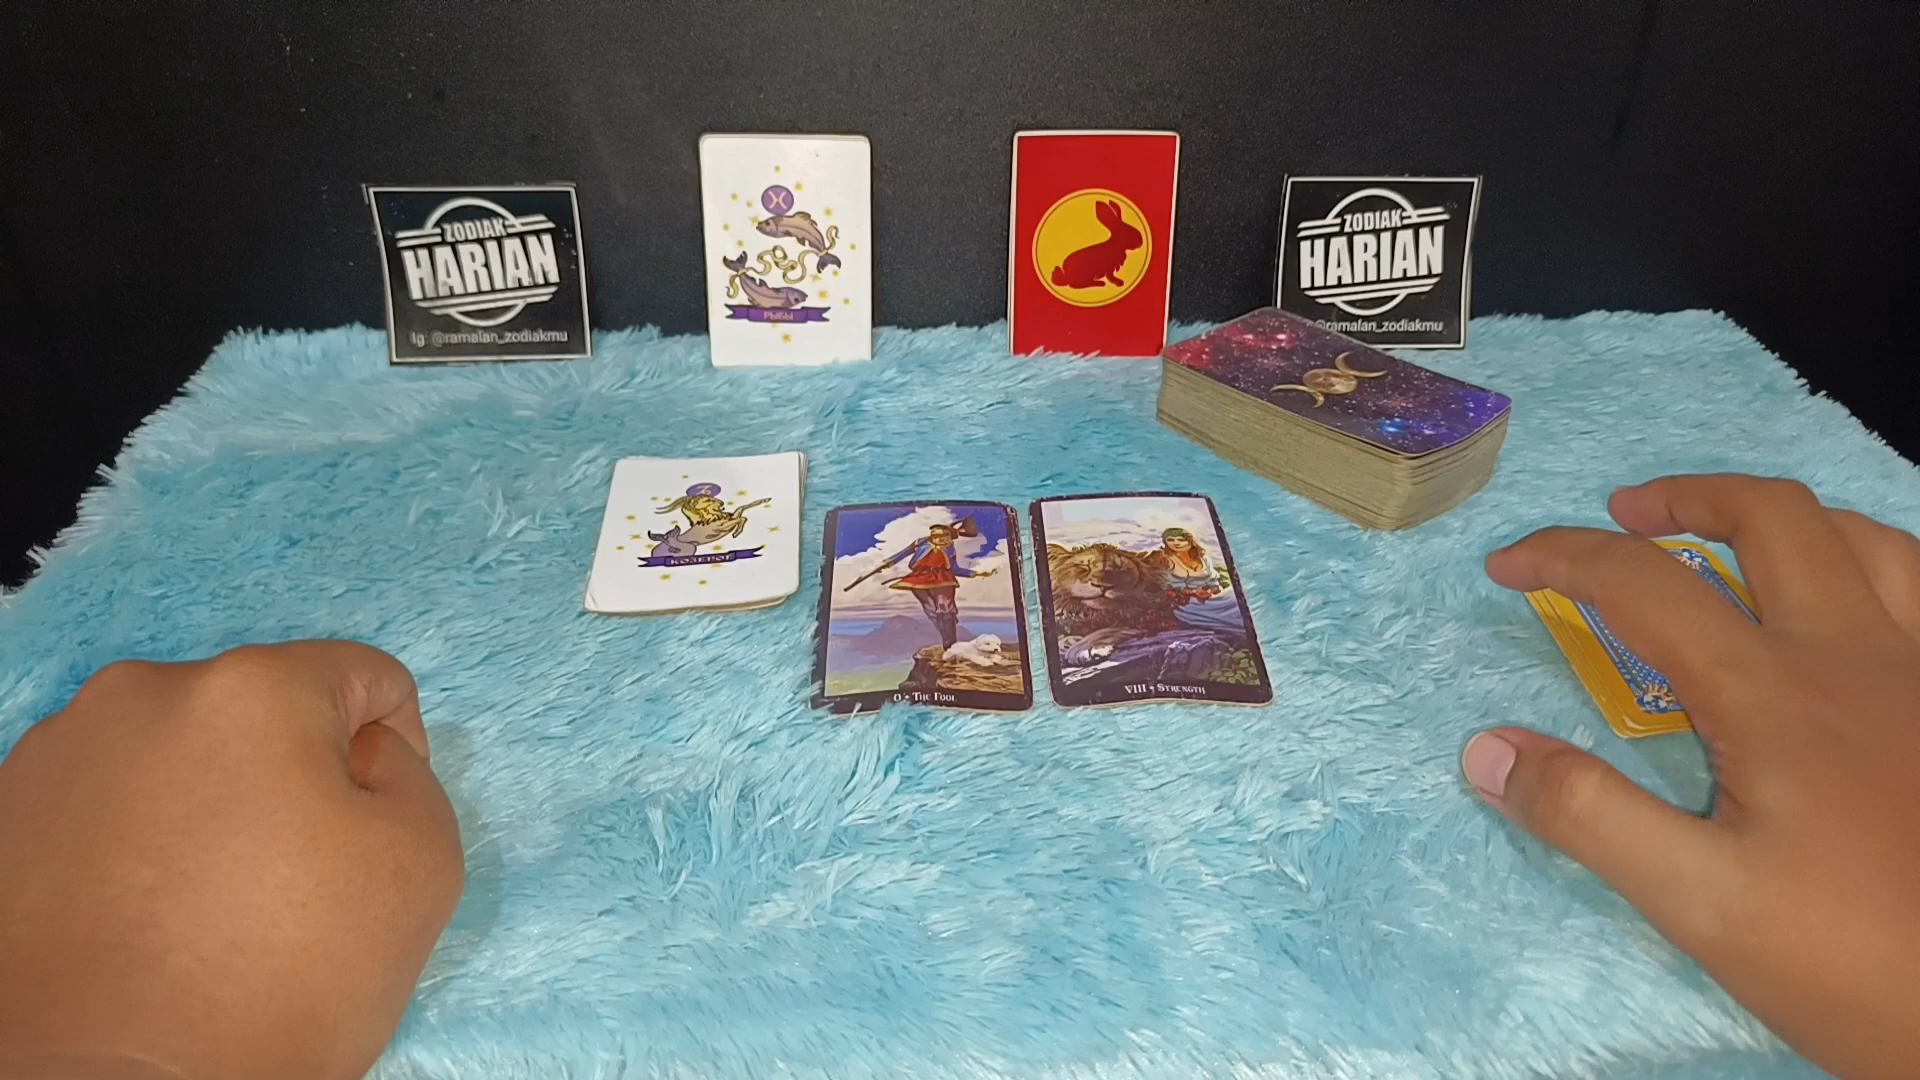 ZODIAK
HARIAN
Ig: @ramalan_zodiakmu
РЫБЫ
ZODIAK
HARIAN
@ramalan_zodiakmu
КОЗЕРОГ
0 • The Fool
VIII • Strength